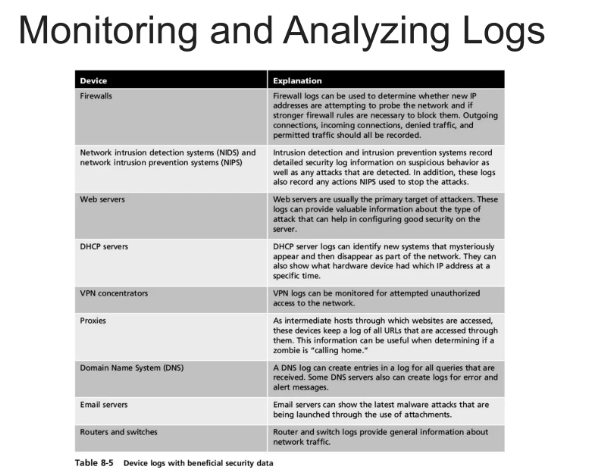 Monitoring and Analyzing Logs
Device
Explanation
Firewalls
Firewall logs can be used to determine whether new IP
addresses are attempting to probe the network and if
stronger firewall rules are necessary to block them. Outgoing
connections, incoming connections, denied traffic, and
permitted traffic should all be recorded.
Network intrusion detection systems (NIDS) and
network intrusion prevention systems (NIPS)
Intrusion detection and intrusion prevention systems record
detailed security log information on suspicious behavior as
well as any attacks that are detected. In addition, these logs
also record any actions NIPS used to stop the attacks.
Web servers
Web servers are usually the primary target of attackers. These
logs can provide valuable information about the type of
attack that can help in configuring good security on the
server.
DHCP servers
DHCP server logs can identify new systems that mysteriously
appear and then disappear as part of the network. They can
also show what hardware device had which IP address at a
specific time.
VPN concentrators
VPN logs can be monitored for attempted unauthorized
access to the network.
Proxies
As intermediate hosts through which websites are accessed,
these devices keep a log of all URLs that are accessed through
them. This information can be useful when determining if a
zombie is "calling home."
Domain Name System (DNS)
A DNS log can create entries in a log for all queries that are
received. Some DNS servers also can create logs for error and
alert messages.
Email servers
Email servers can show the latest malware attacks that are
being launched through the use of attachments.
Routers and switches
Router and switch logs provide general information about
network traffic.
Table 8-5 Device logs with beneficial security data